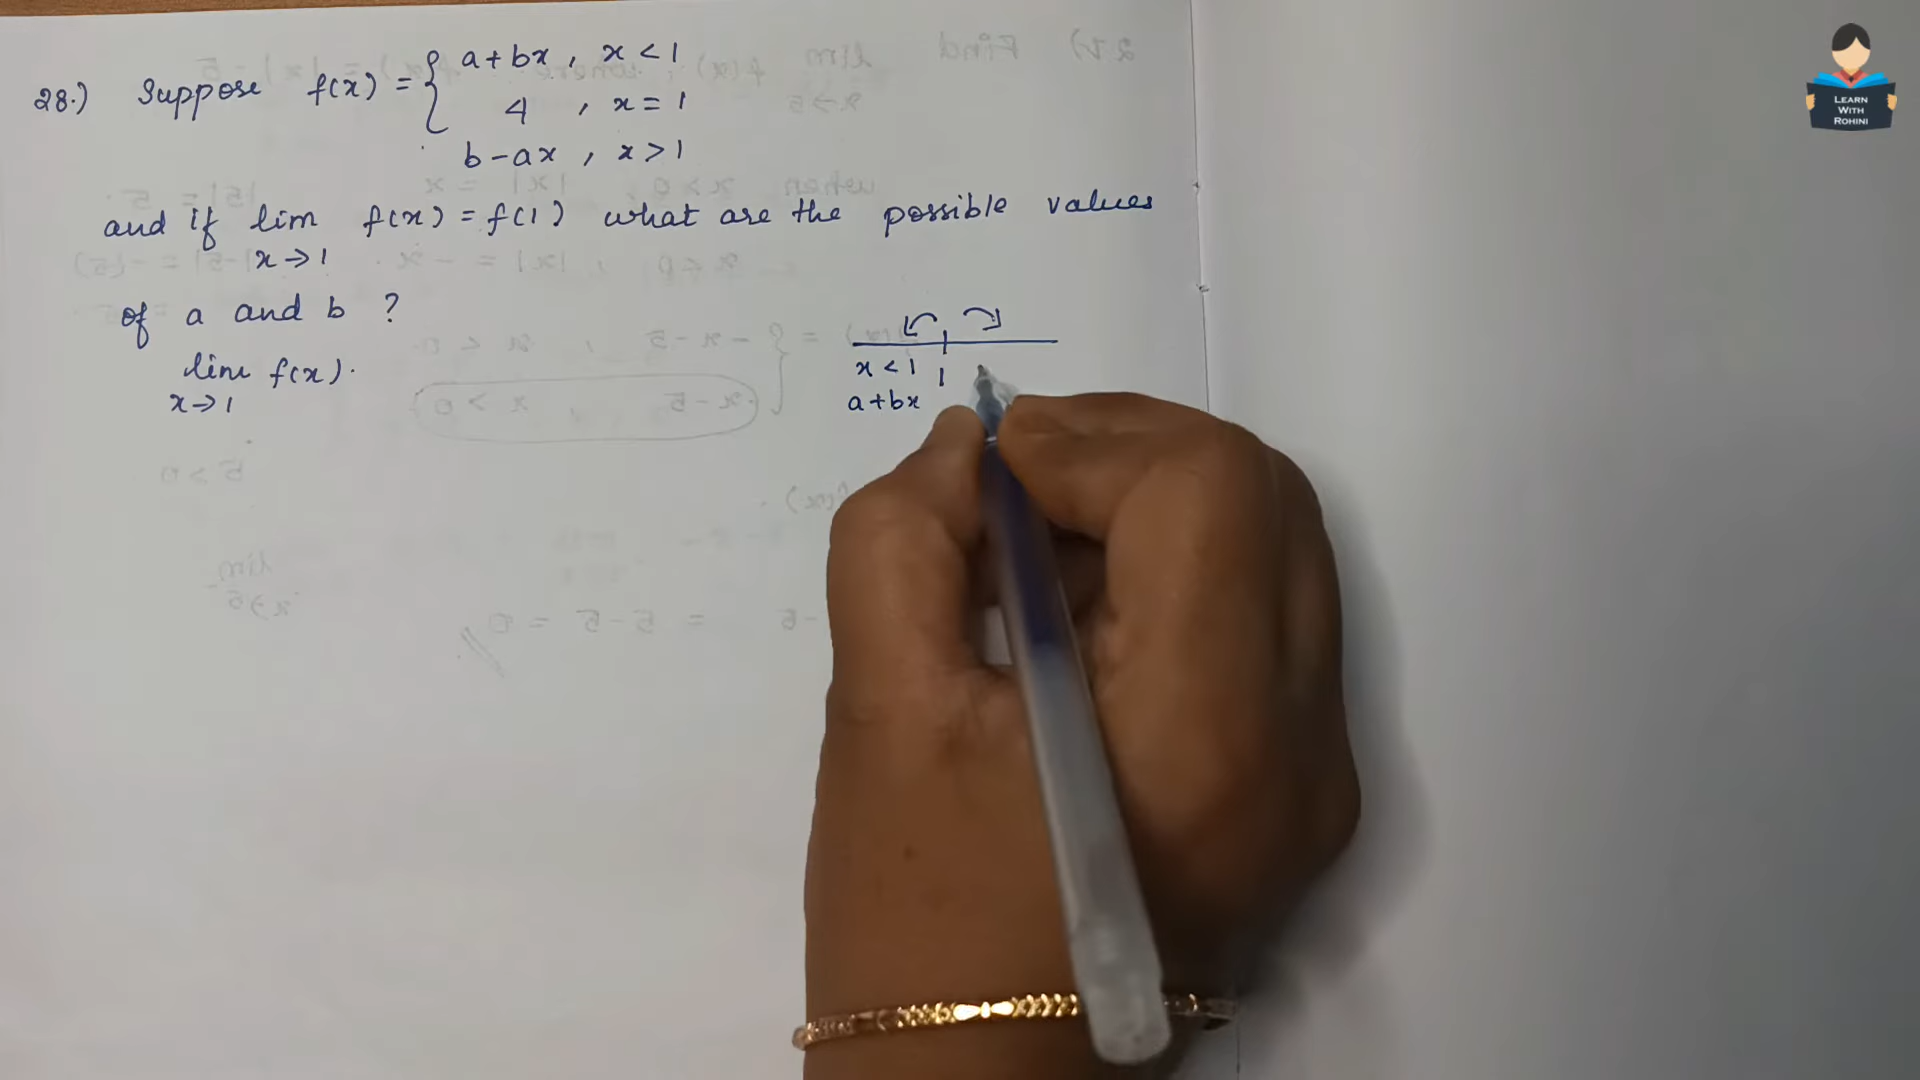 28.) Suppose f(x) = { a+bx, x < 1
4, x = 1
b-ax, x > 1
and if lim f(x) = f(1) what are the possible values
x→1
of a and b ?
lim f(x).
x→1
x < 1 1
a+bx
LEARN
WITH
ROHINI